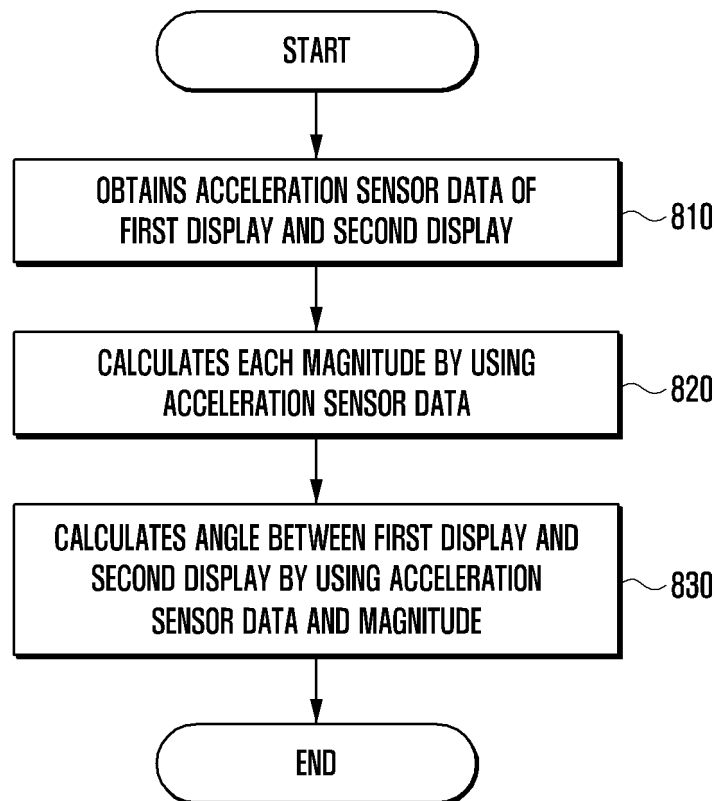 START
OBTAINS ACCELERATION SENSOR DATA OF
FIRST DISPLAY AND SECOND DISPLAY
810
CALCULATES EACH MAGNITUDE BY USING
ACCELERATION SENSOR DATA
820
CALCULATES ANGLE BETWEEN FIRST DISPLAY AND
SECOND DISPLAY BY USING ACCELERATION
SENSOR DATA AND MAGNITUDE
830
END